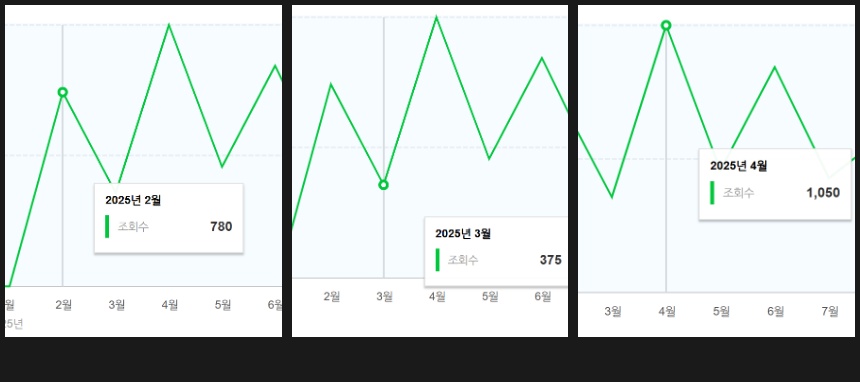 2025년 2월
조회수 780
월 2월 3월 4월 5월 6월
25년
2025년 3월
조회수 375
2월 3월 4월 5월 6월
2025년 4월
조회수 1,050
3월 4월 5월 6월 7월